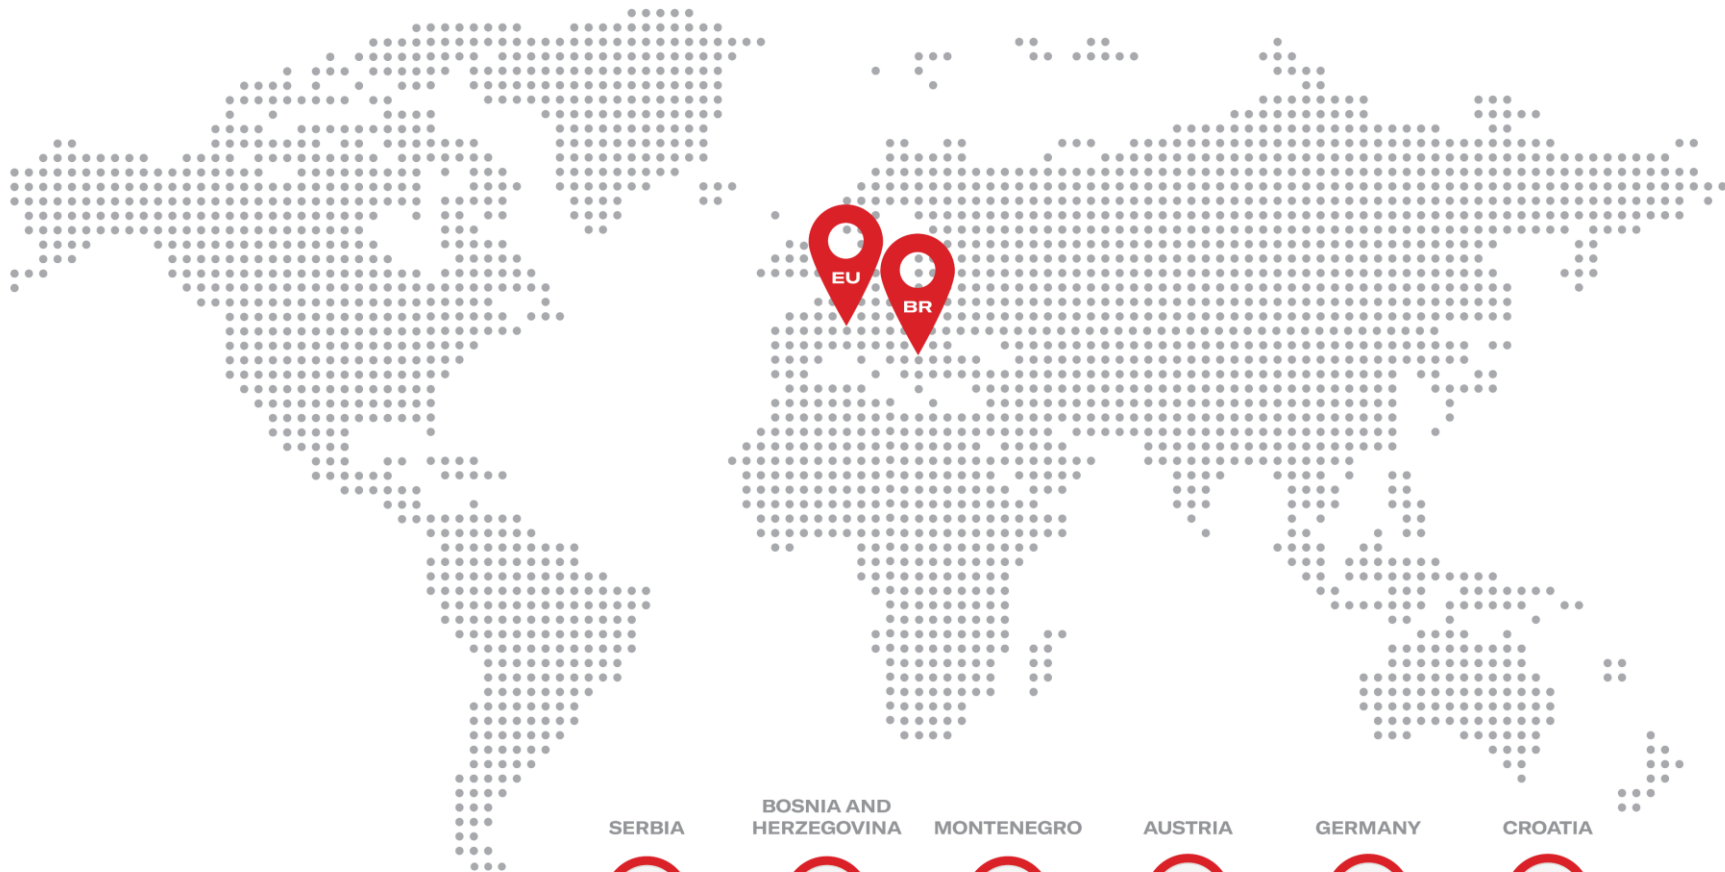 EU
BR
SERBIA
BOSNIA AND
HERZEGOVINA
MONTENEGRO
AUSTRIA
GERMANY
CROATIA